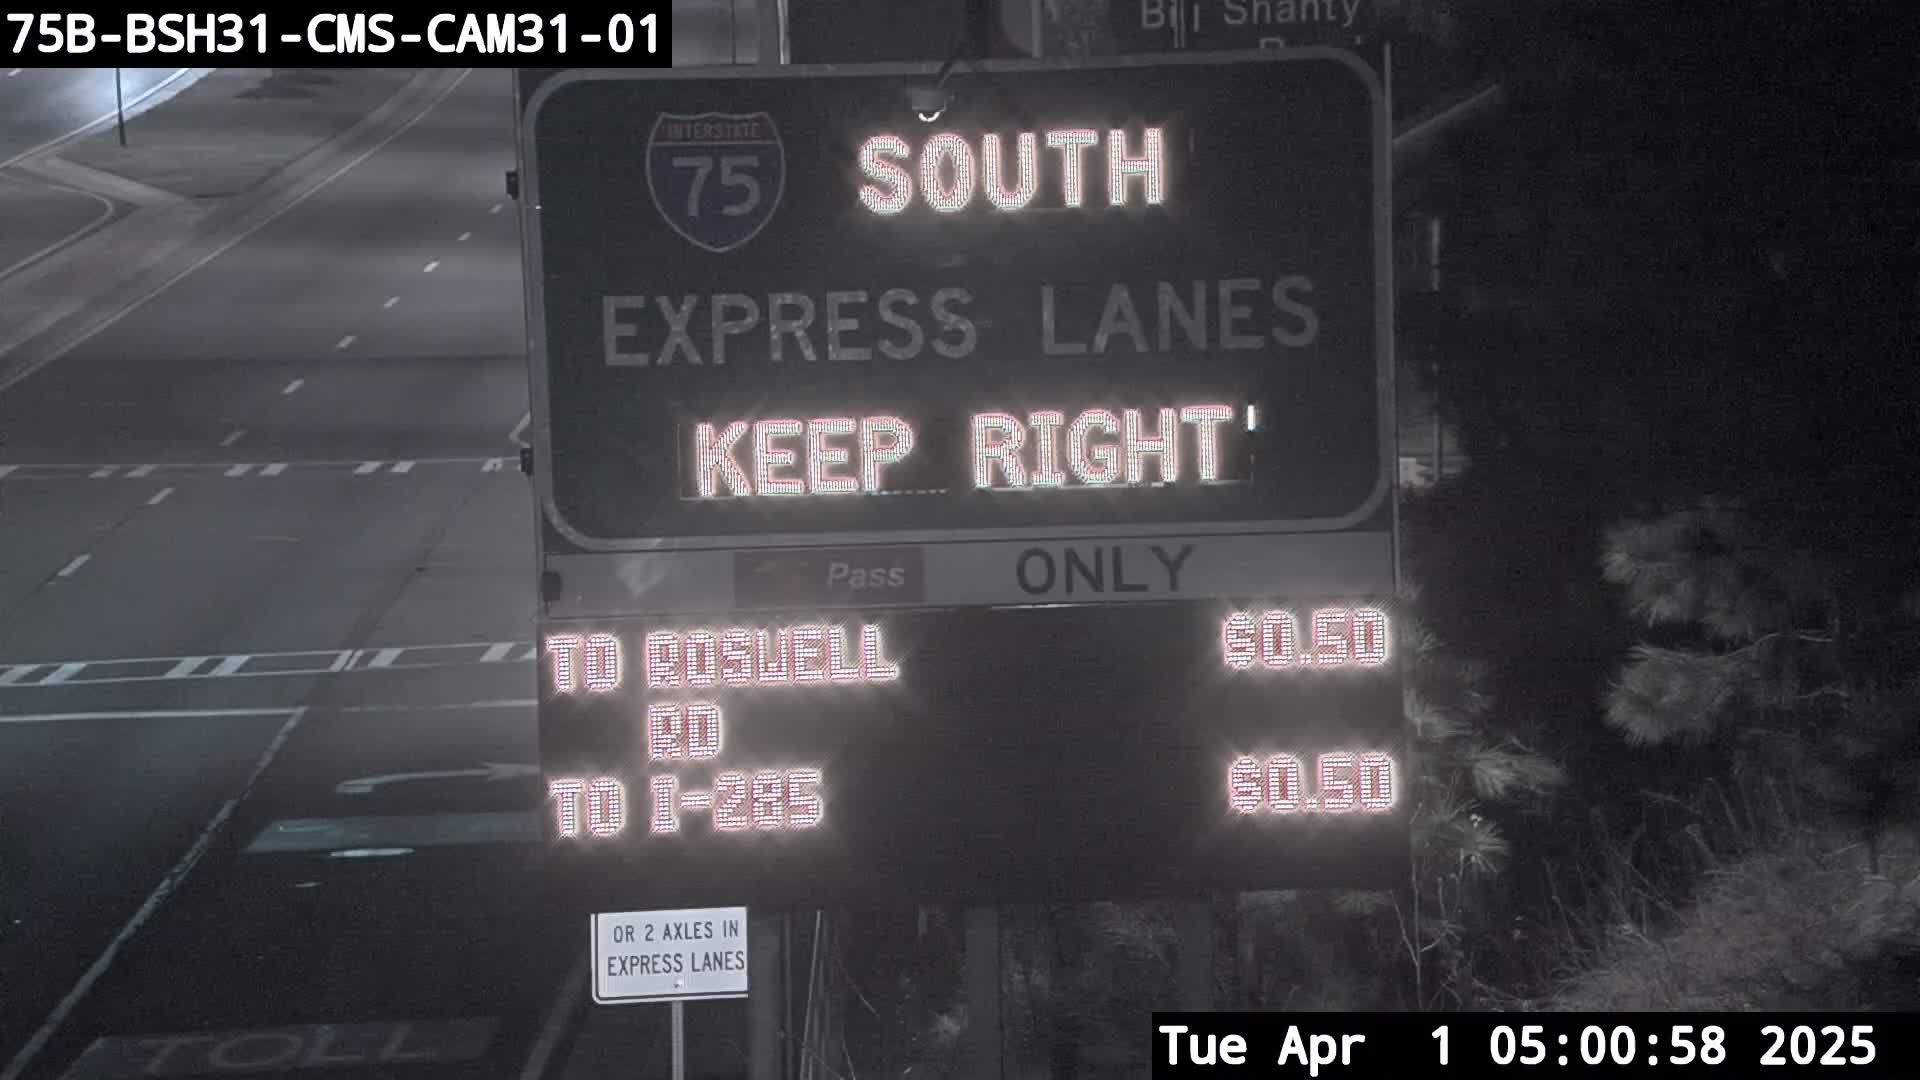 75B-BSH31-CMS-CAM31-01
Shanty
INTERSTATE
75
SOUTH
EXPRESS LANES
KEEP RIGHT
Pass ONLY
TO ROSWELL $0.50
RD
TO I-285 $0.50
OR 2 AXLES IN
EXPRESS LANES
TOLL
Tue Apr 1 05:00:58 2025